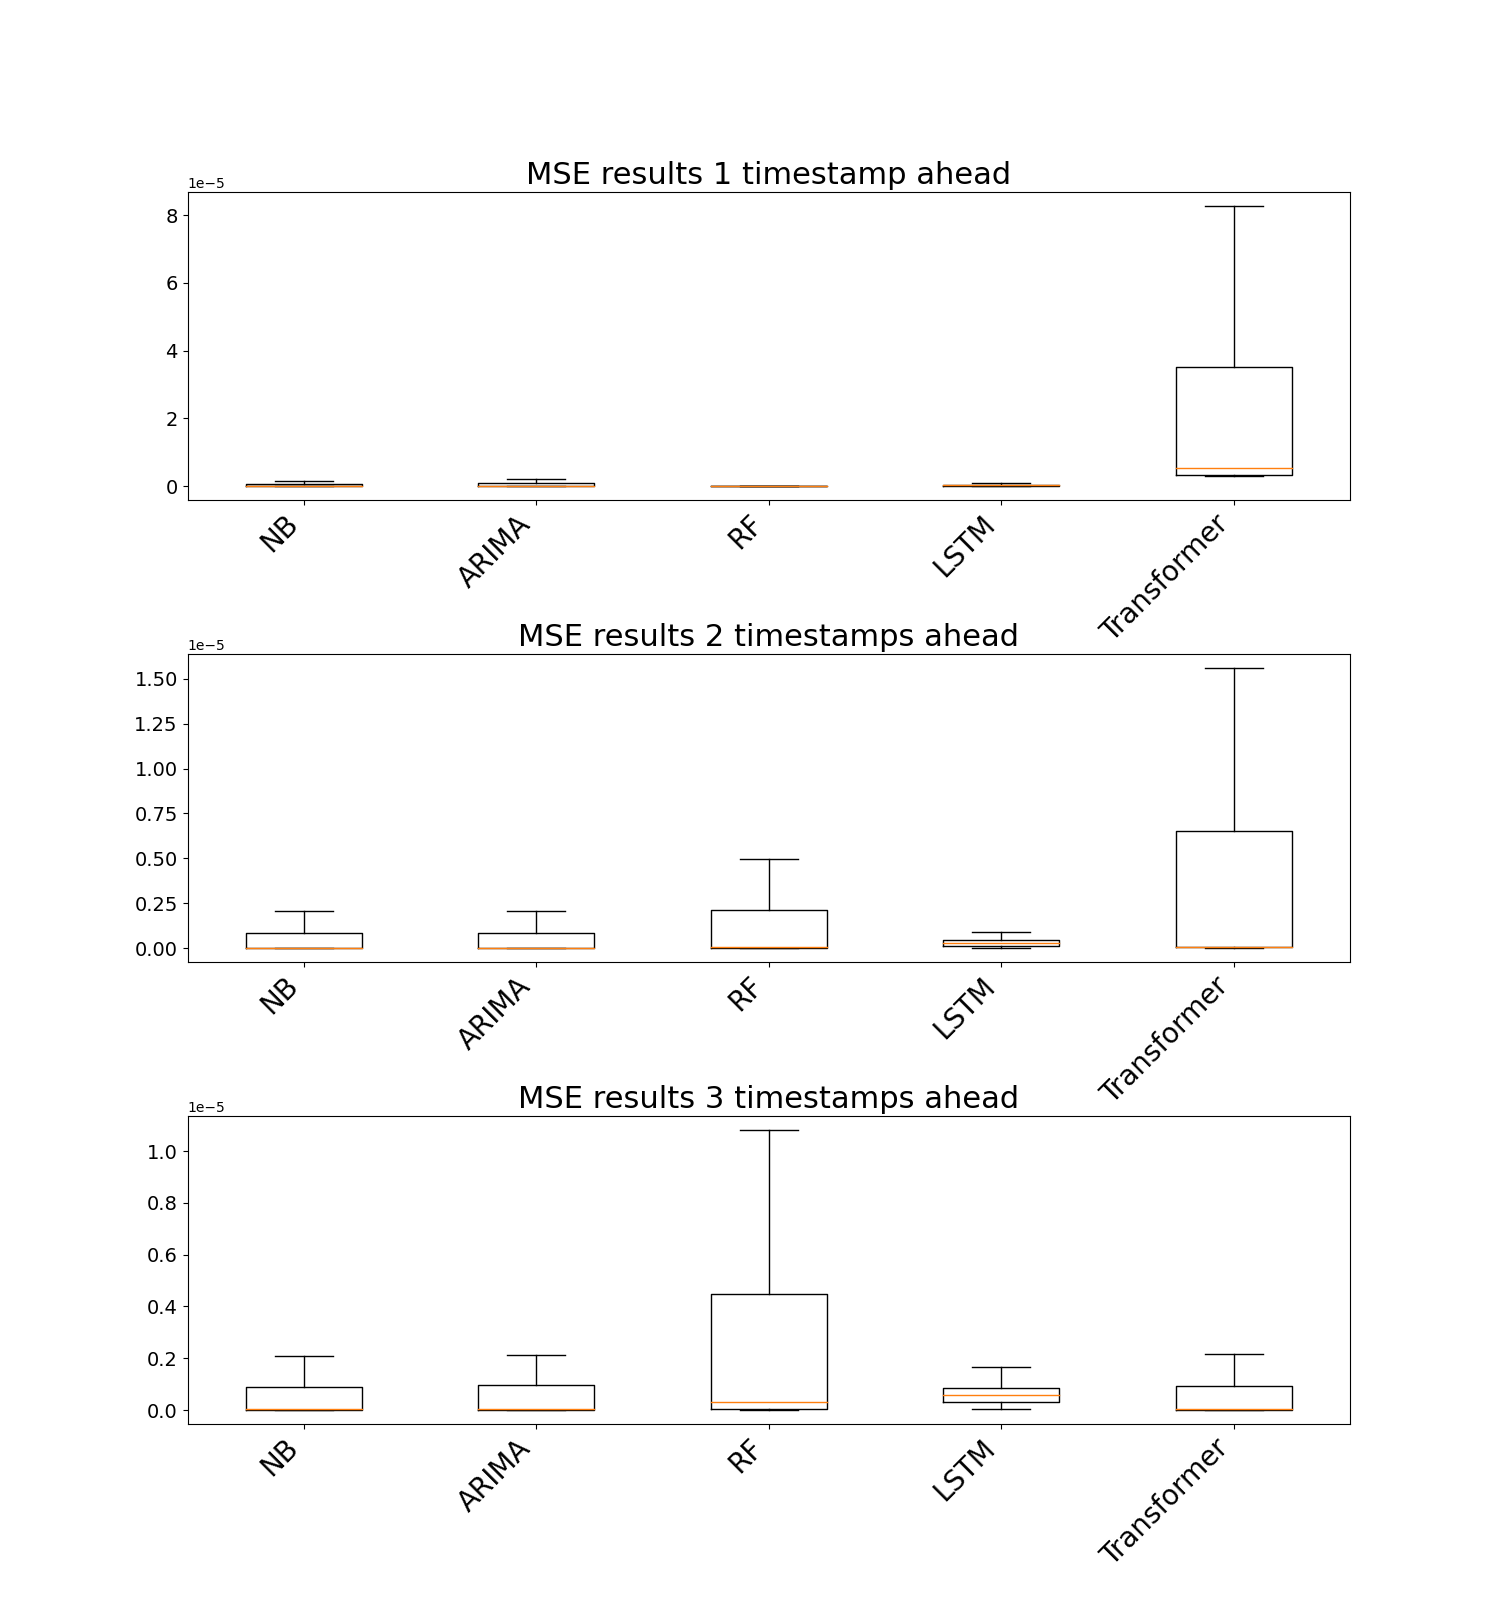 MSE results 1 timestamp ahead
1e−5
8
6
4
2
0
NB
ARIMA
RF
LSTM
Transformer
MSE results 2 timestamps ahead
1e−5
1.50
1.25
1.00
0.75
0.50
0.25
0.00
NB
ARIMA
RF
LSTM
Transformer
MSE results 3 timestamps ahead
1e−5
1.0
0.8
0.6
0.4
0.2
0.0
NB
ARIMA
RF
LSTM
Transformer